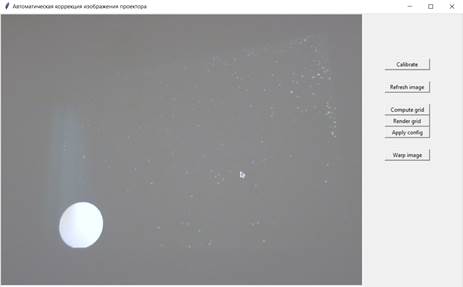 Автоматическая коррекция изображения проектора
Calibrate
Refresh image
Compute grid
Render grid
Apply config
Warp image